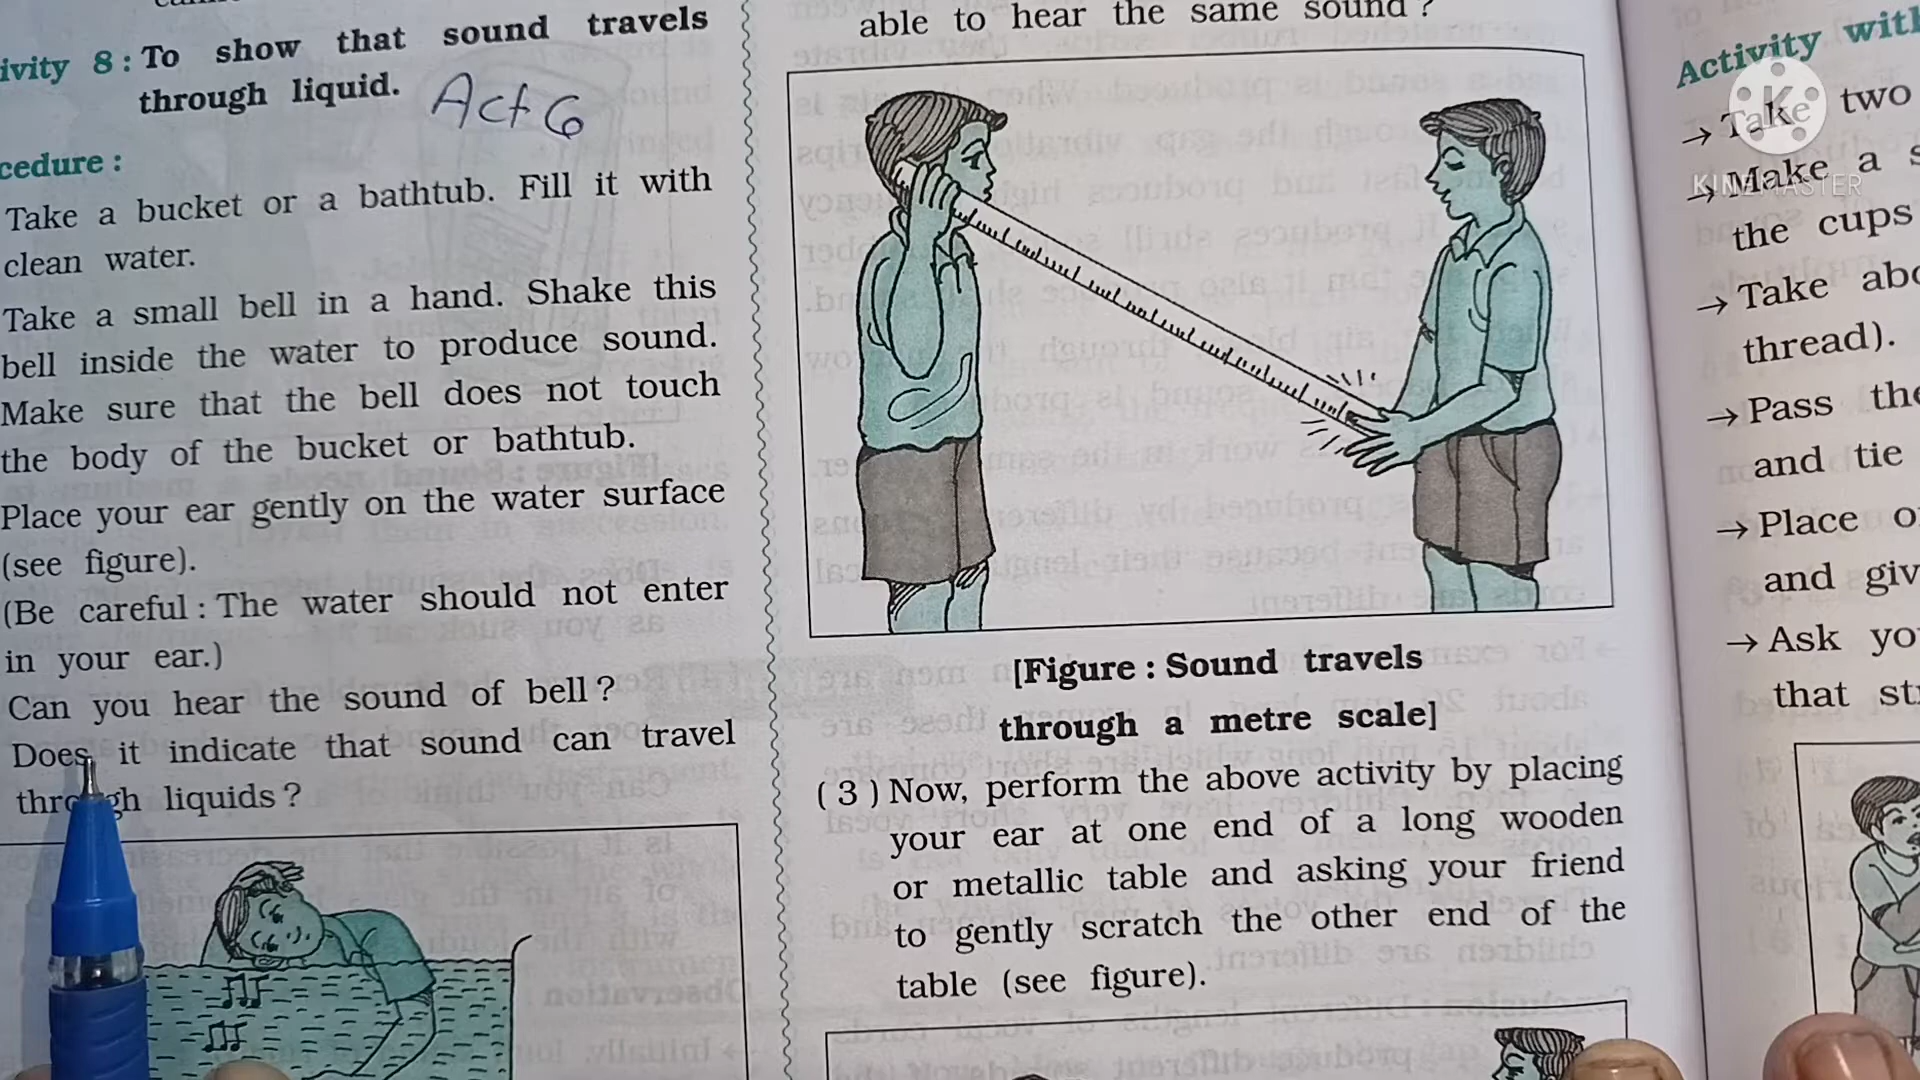 ivity 8 : To show that sound travels
through liquid.
Act 6
cedure :
Take a bucket or a bathtub. Fill it with
clean water.
Take a small bell in a hand. Shake this
bell inside the water to produce sound.
Make sure that the bell does not touch
the body of the bucket or bathtub.
Place your ear gently on the water surface
(see figure).
(Be careful : The water should not enter
in your ear.)
Can you hear the sound of bell ?
Does it indicate that sound can travel
through liquids ?
able to hear the same sound ?
[Figure : Sound travels
through a metre scale]
( 3 ) Now, perform the above activity by placing
your ear at one end of a long wooden
or metallic table and asking your friend
to gently scratch the other end of the
table (see figure).
Activity with
→ Take two
→ Make a s
the cups
→ Take abo
thread).
→ Pass the
and tie
→ Place o
and giv
→ Ask yo
that str
K
KINEMASTER